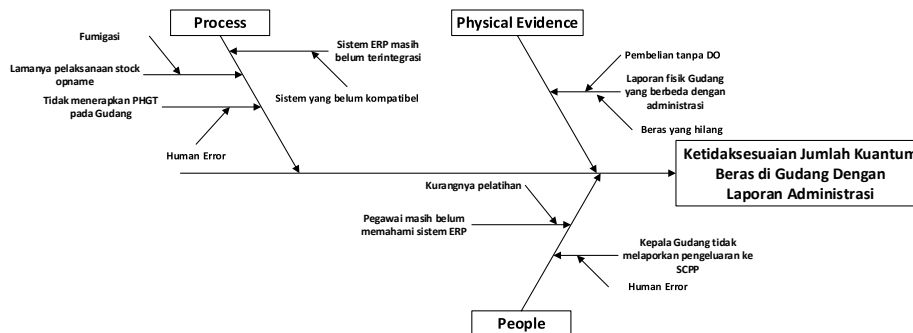 Process
Physical Evidence
Fumigasi
Sistem ERP masih
belum terintegrasi
Lamanya pelaksanaan stock
opname
Sistem yang belum kompatibel
Tidak menerapkan PHGT
pada Gudang
Human Error
Pembelian tanpa DO
Laporan fisik Gudang
yang berbeda dengan
administrasi
Beras yang hilang
Ketidaksesuaian Jumlah Kuantum
Beras di Gudang Dengan
Laporan Administrasi
Kurangnya pelatihan
Pegawai masih belum
memahami sistem ERP
Kepala Gudang tidak
melaporkan pengeluaran ke
SCPP
Human Error
People